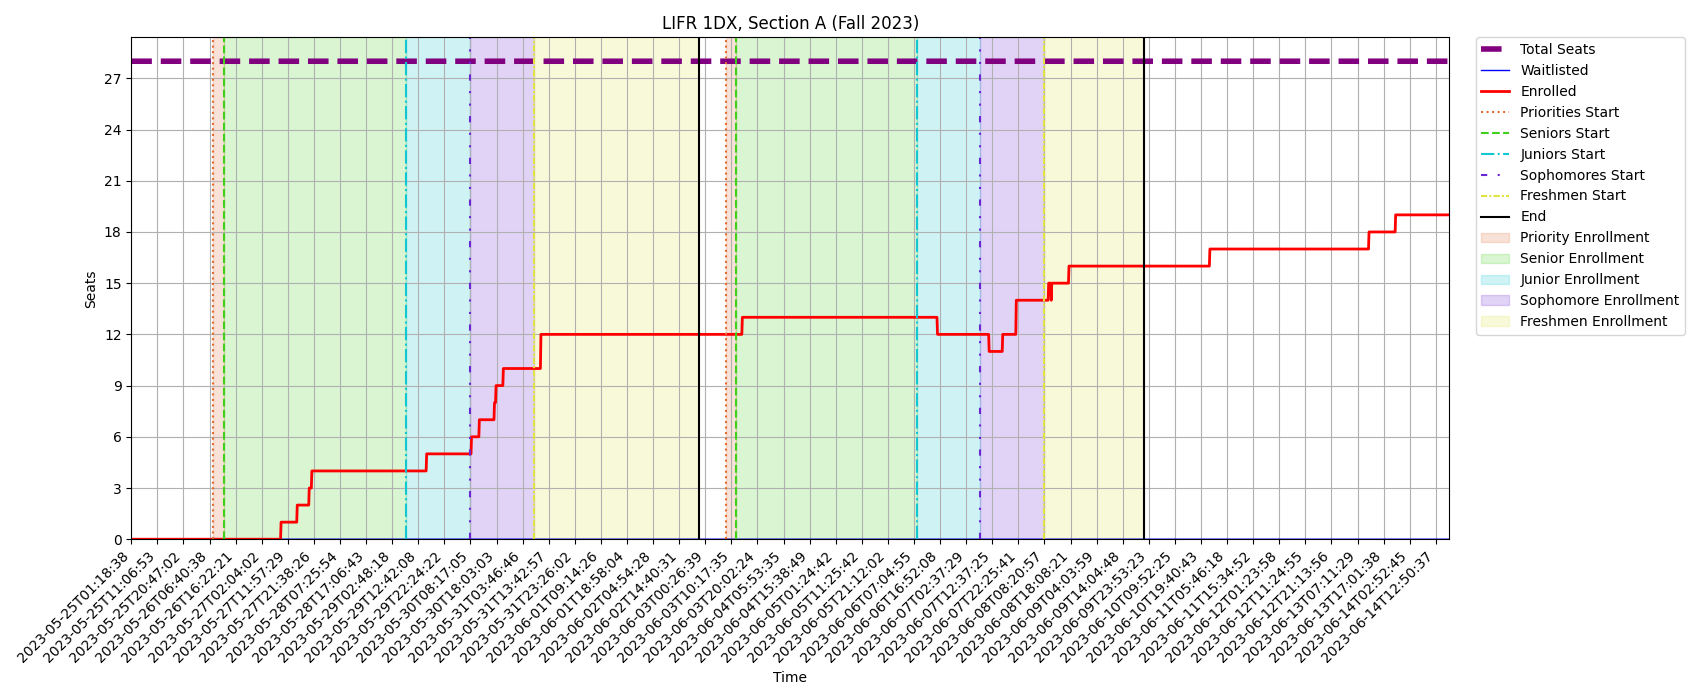 LIFR 1DX, Section A (Fall 2023)
Seats
27
24
21
18
15
12
9
6
3
0
2023-05-25T01:18:38
2023-05-25T11:06:53
2023-05-25T20:47:02
2023-05-26T06:40:38
2023-05-26T16:22:21
2023-05-27T02:04:02
2023-05-27T11:57:29
2023-05-27T21:38:26
2023-05-28T07:25:54
2023-05-28T17:06:43
2023-05-29T02:48:18
2023-05-29T12:42:08
2023-05-29T22:24:22
2023-05-30T08:17:05
2023-05-30T18:03:03
2023-05-31T03:46:46
2023-05-31T13:42:57
2023-05-31T23:26:02
2023-06-01T09:14:26
2023-06-01T18:58:04
2023-06-02T04:54:28
2023-06-02T14:40:31
2023-06-03T00:26:39
2023-06-03T10:17:35
2023-06-03T20:02:24
2023-06-04T05:53:35
2023-06-04T15:38:49
2023-06-05T01:24:42
2023-06-05T11:25:42
2023-06-05T21:12:02
2023-06-06T07:04:55
2023-06-06T16:52:08
2023-06-07T02:37:29
2023-06-07T12:37:25
2023-06-07T22:25:41
2023-06-08T08:20:57
2023-06-08T18:08:21
2023-06-09T04:03:59
2023-06-09T14:04:48
2023-06-09T23:53:23
2023-06-10T09:52:25
2023-06-10T19:40:43
2023-06-11T05:46:18
2023-06-11T15:34:52
2023-06-12T01:23:58
2023-06-12T11:24:55
2023-06-12T21:13:56
2023-06-13T07:11:29
2023-06-13T17:01:38
2023-06-14T02:52:45
2023-06-14T12:50:37
Time
Total Seats
Waitlisted
Enrolled
Priorities Start
Seniors Start
Juniors Start
Sophomores Start
Freshmen Start
End
Priority Enrollment
Senior Enrollment
Junior Enrollment
Sophomore Enrollment
Freshmen Enrollment